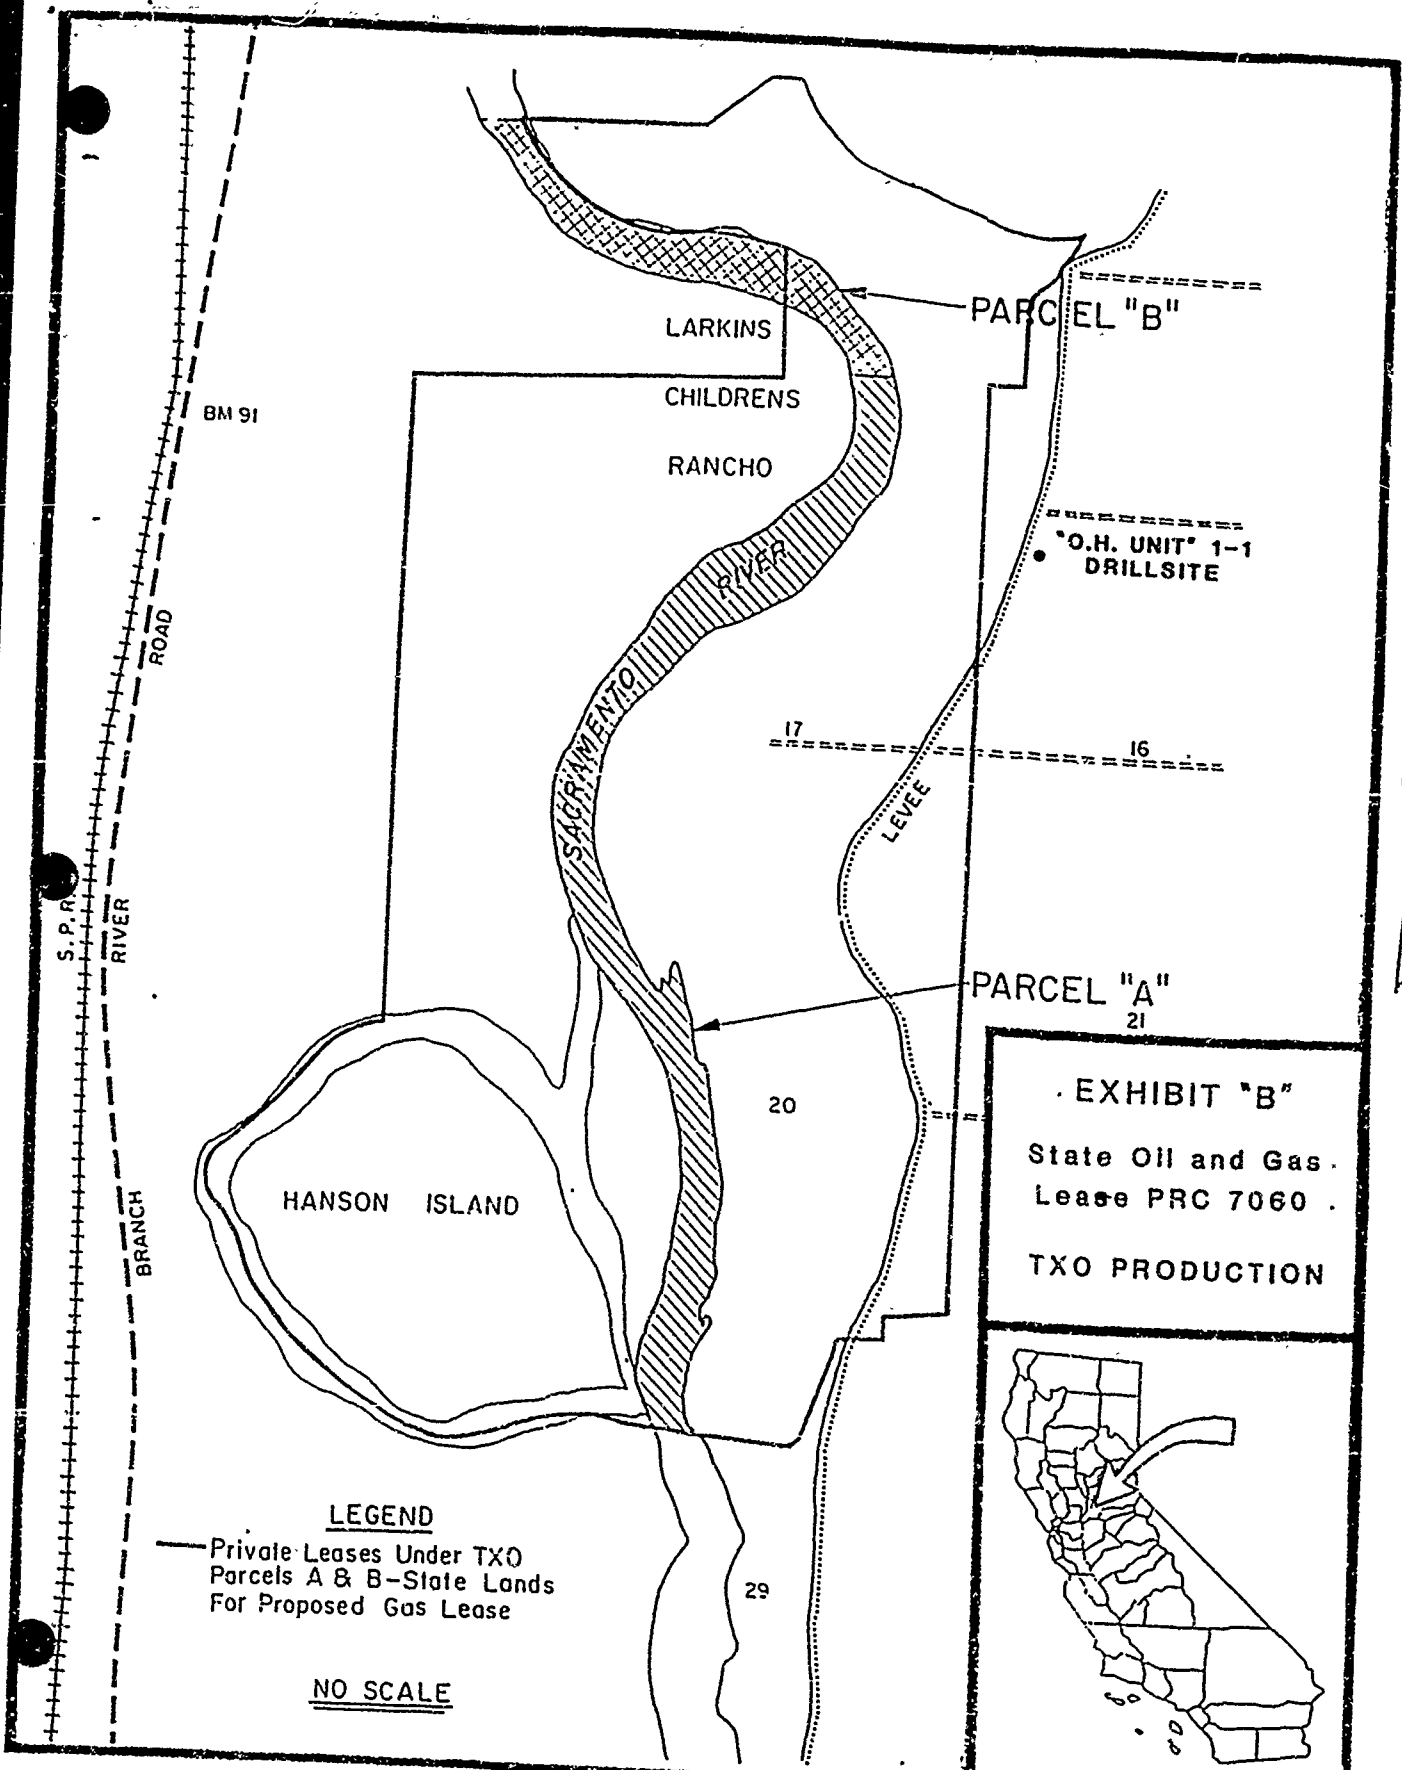 PARCEL "B"
LARKINS
CHILDRENS
RANCHO
BM 91
"O.H. UNIT" 1-1
DRILLSITE
RIVER
ROAD
SACRAMENTO
17
16
LEVEE
S.P.R.
RIVER
PARCEL "A"
21
20
EXHIBIT "B"
State Oil and Gas
Lease PRC 7060
TXO PRODUCTION
HANSON ISLAND
BRANCH
LEGEND
Private Leases Under TXO
Parcels A & B-State Lands
For Proposed Gas Lease
29
NO SCALE